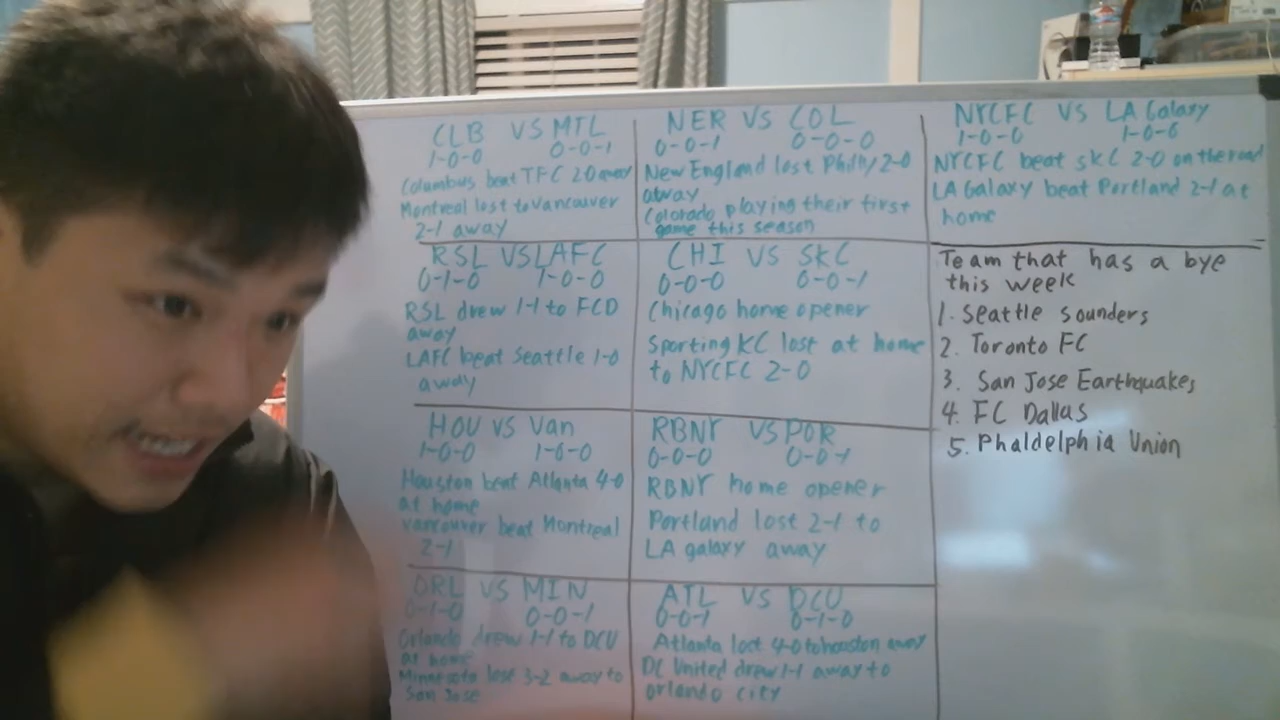 CLB VS MTL
1-0-0 0-0-1
Columbus beat TFC 2-0 away
Montreal lost to Vancouver
2-1 away
NER VS COL
0-0-1 0-0-0
New England lost Philly 2-0
away
Colorado playing their first
game this season
NYCFC VS LA Galaxy
1-0-0 1-0-0
NYCFC beat SKC 2-0 on the road
LA Galaxy beat Portland 2-1 at
home
RSL VS LAFC
0-1-0 1-0-0
RSL drew 1-1 to FCD
away
LAFC beat Seattle 1-0
away
CHI VS SKC
0-0-0 0-0-1
Chicago home opener
Sporting KC lost at home
to NYCFC 2-0
Team that has a bye
this week
1. Seattle Sounders
2. Toronto FC
3. San Jose Earthquakes
4. FC Dallas
5. Phaldelphia Union
HOU VS Van
1-0-0 1-0-0
Houston beat Atlanta 4-0
at home
Vancouver beat Montreal
2-1
RBNY VS POR
0-0-0 0-0-1
RBNY home opener
Portland lost 2-1 to
LA galaxy away
ORL VS MIN
0-1-0 0-0-1
Orlando drew 1-1 to DCU
at home
Minnesota lost 3-2 away to
San Jose
ATL VS DCU
0-0-1 0-1-0
Atlanta lost 4-0 to houston away
DC United drew 1-1 away to
orlando city